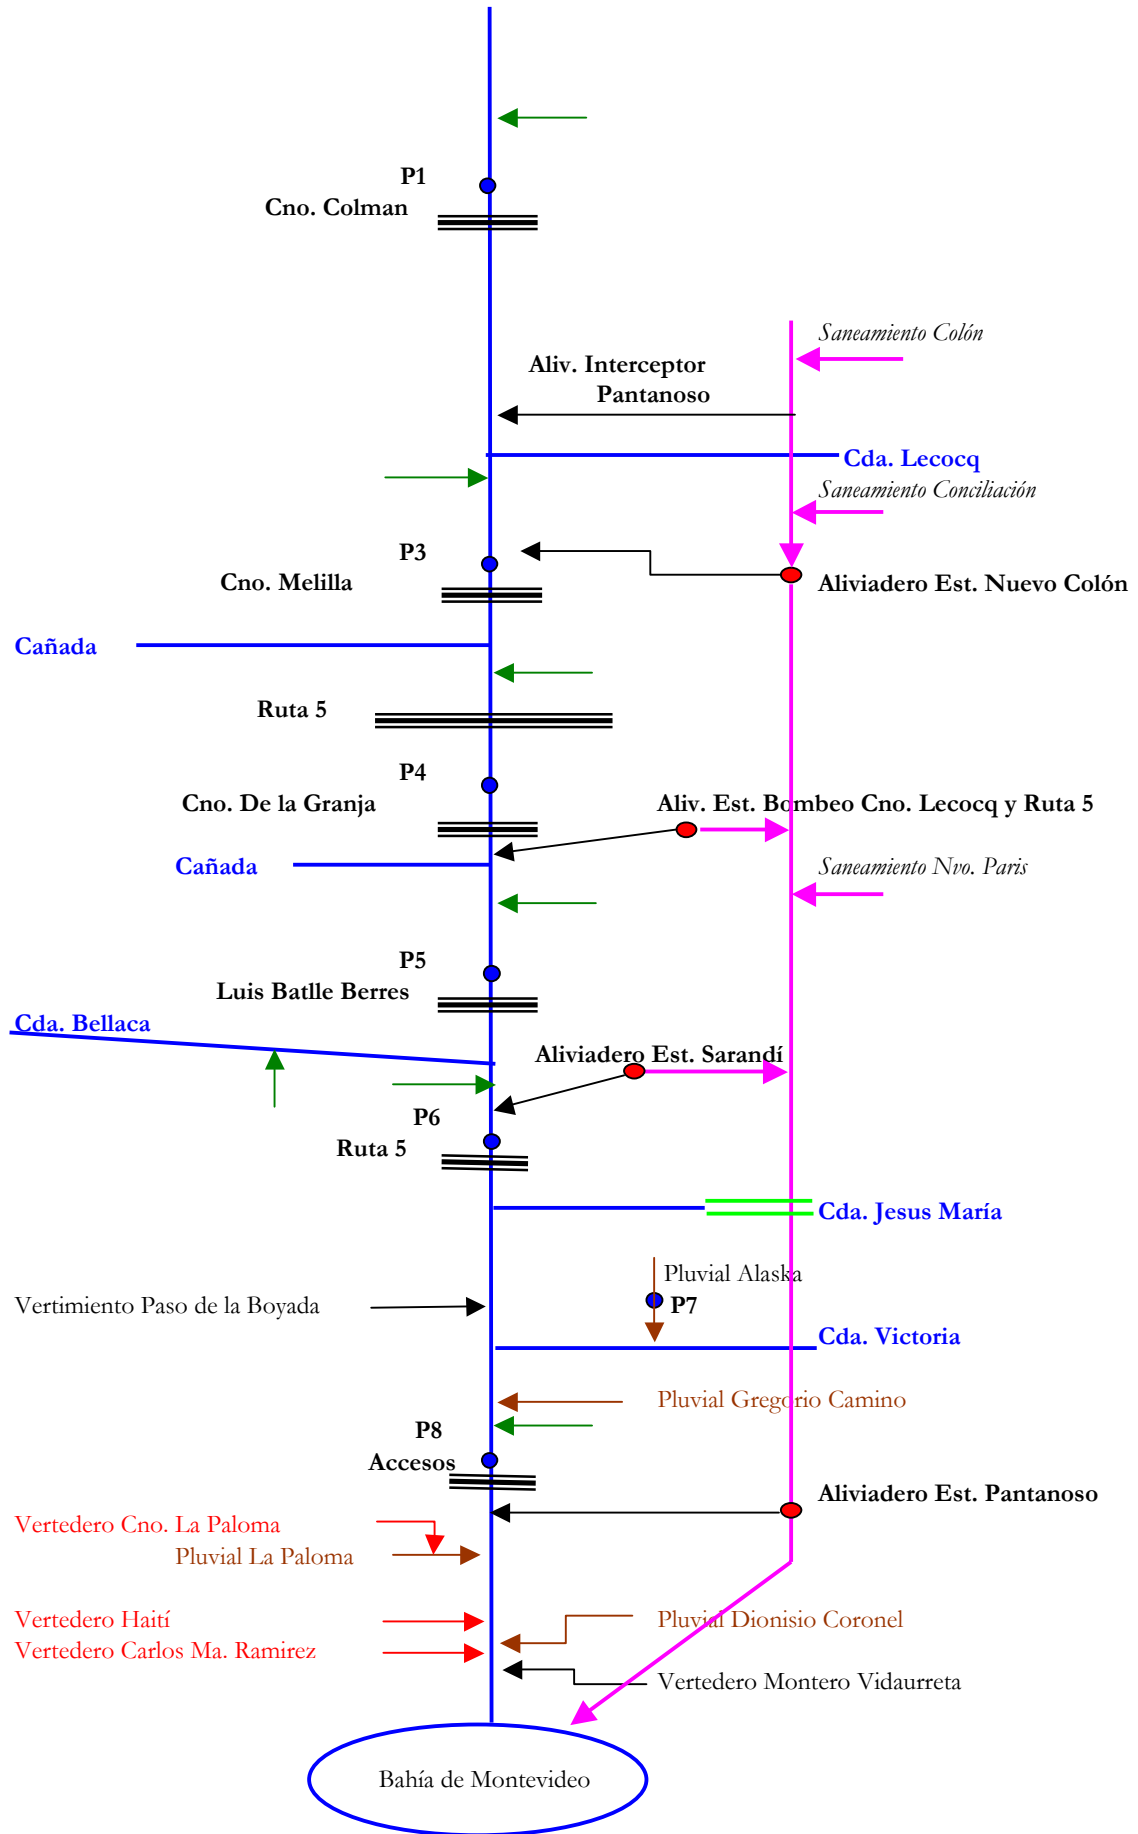 P1
Cno. Colman
Saneamiento Colón
Aliv. Interceptor
Pantanoso
Cda. Lecocq
Saneamiento Conciliación
P3
Cno. Melilla
Aliviadero Est. Nuevo Colón
Cañada
Ruta 5
P4
Cno. De la Granja
Aliv. Est. Bombeo Cno. Lecocq y Ruta 5
Cañada
Saneamiento Nvo. Paris
P5
Luis Batlle Berres
Cda. Bellaca
Aliviadero Est. Sarandí
P6
Ruta 5
Cda. Jesus María
Pluvial Alaska
Vertimiento Paso de la Boyada
P7
Cda. Victoria
Pluvial Gregorio Camino
P8
Accesos
Aliviadero Est. Pantanoso
Vertedero Cno. La Paloma
Pluvial La Paloma
Vertedero Haití
Pluvial Dionisio Coronel
Vertedero Carlos Ma. Ramirez
Vertedero Montero Vidaurreta
Bahía de Montevideo